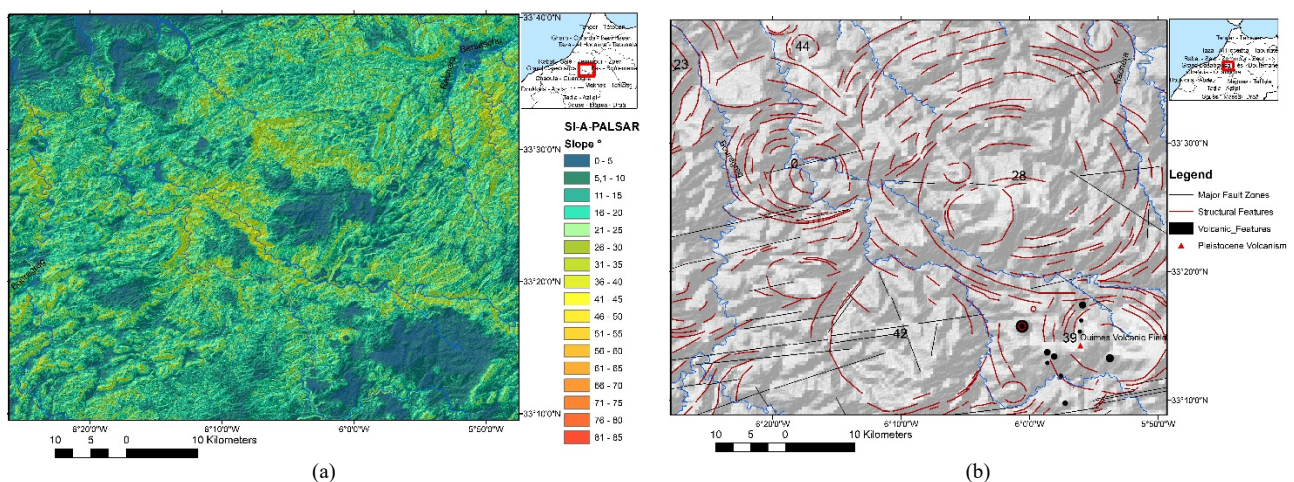 33°40'0"N
33°30'0"N
33°20'0"N
33°10'0"N
SI-A-PALSAR
Slope °
0 - 5
5,1 - 10
11 - 15
16 - 20
21 - 25
26 - 30
31 - 35
36 - 40
41 - 45
46 - 50
51 - 55
56 - 60
61 - 65
66 - 70
71 - 75
76 - 80
81 - 85
6°20'0"W
6°10'0"W
6°0'0"W
5°50'0"W
10 5 0 10 Kilometers
(a)
44
23
0
28
42
39
Oulmes Volcanic Field
33°40'0"N
33°30'0"N
33°20'0"N
33°10'0"N
Legend
Major Fault Zones
Structural Features
Volcanic_Features
Pleistocene Volcanism
6°20'0"W
6°10'0"W
6°0'0"W
5°50'0"W
10 5 0 10 Kilometers
(b)